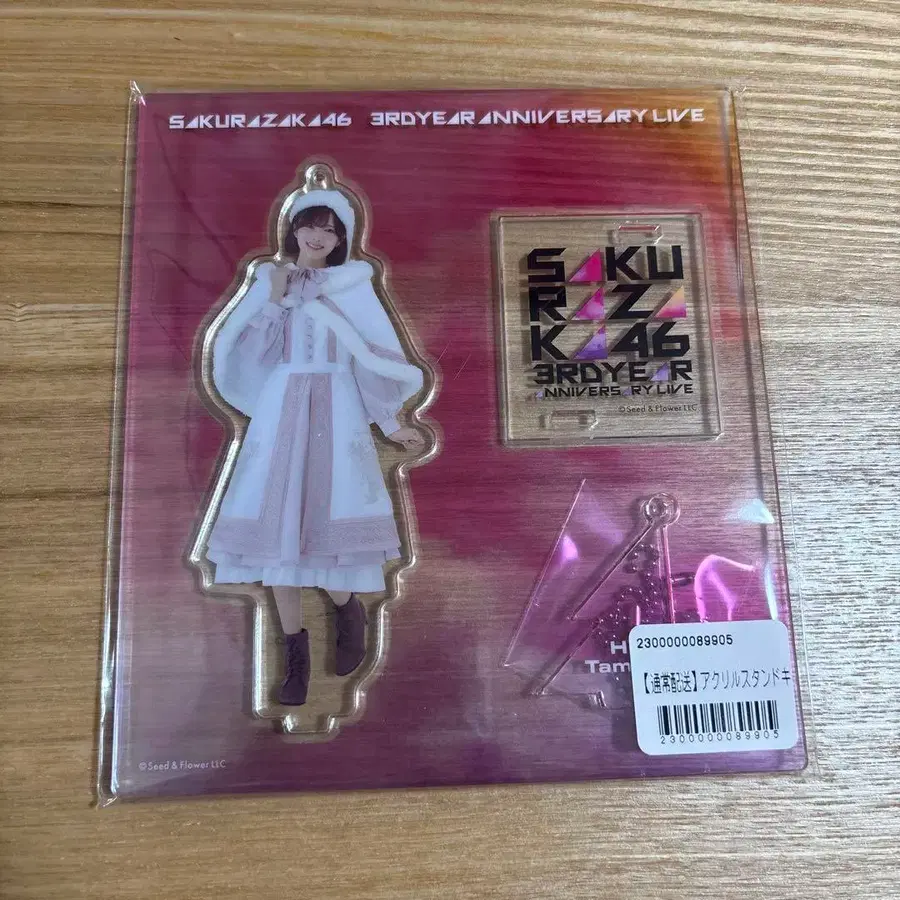 SAKURAZAKA46 3RDYEAR ANNIVERSARY LIVE
SAKU
RAZA
KA46
3RDYEAR
ANNIVERSARY LIVE
©Seed & Flower LLC
H
Tam
2300000089905
【通常配送】アクリルスタンドキ
2300000089905
©Seed & Flower LLC